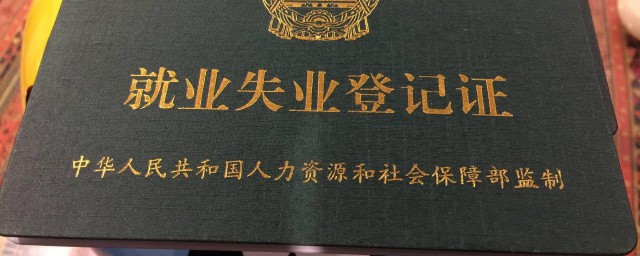 就业失业登记证
中华人民共和国人力资源和社会保障部监制